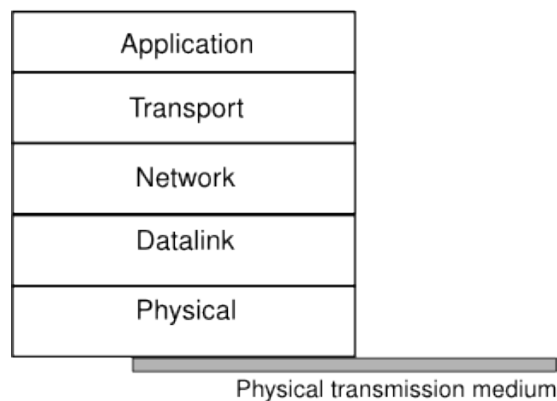 Application
Transport
Network
Datalink
Physical
Physical transmission medium